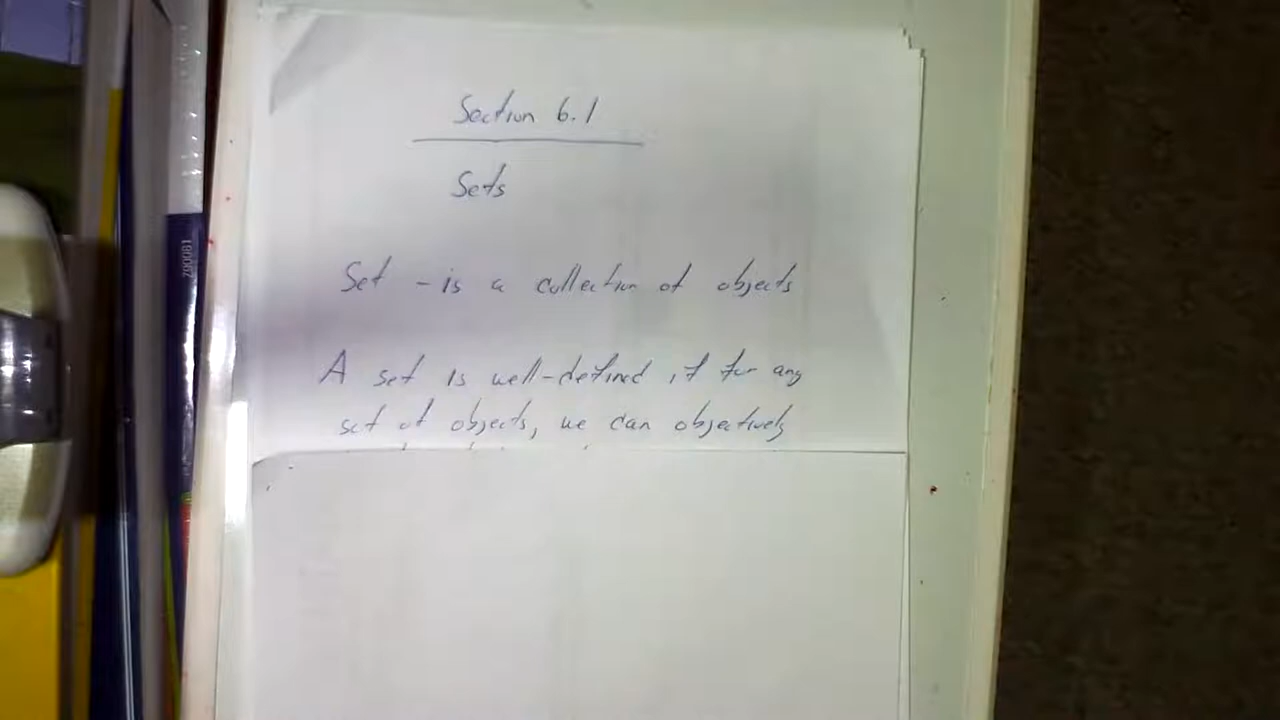 Section 6.1
Sets
Set - is a collection of objects
A set is well-defined if for any
set of objects, we can objectively